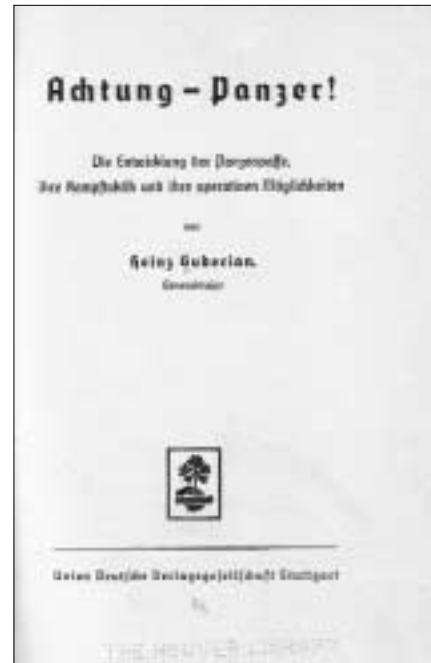 Achtung – Panzer!
Die Entwicklung der Panzerwaffe,
ihre Kampftaktik und ihre operativen Möglichkeiten
von
Heinz Guderian,
Generalmajor
Union Deutsche Verlagsgesellschaft Stuttgart